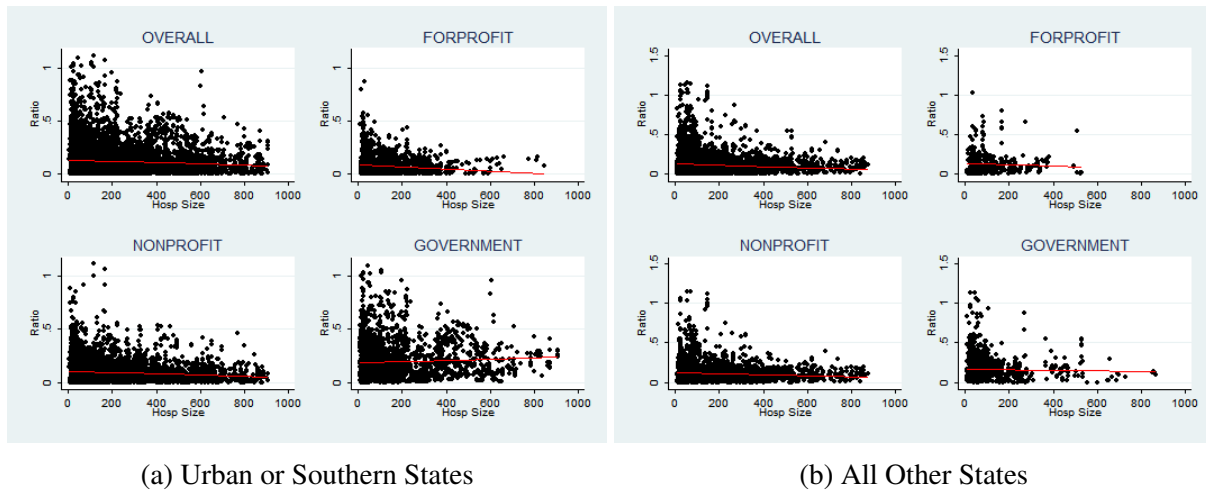 OVERALL
Ratio
1
.5
0
0 200 400 600 800 1000
Hosp Size
FORPROFIT
Ratio
1
.5
0
0 200 400 600 800 1000
Hosp Size
NONPROFIT
Ratio
1
.5
0
0 200 400 600 800 1000
Hosp Size
GOVERNMENT
Ratio
1
.5
0
0 200 400 600 800 1000
Hosp Size
(a) Urban or Southern States
OVERALL
Ratio
1.5
1
.5
0
0 200 400 600 800 1000
Hosp Size
FORPROFIT
Ratio
1.5
1
.5
0
0 200 400 600 800 1000
Hosp Size
NONPROFIT
Ratio
1.5
1
.5
0
0 200 400 600 800 1000
Hosp Size
GOVERNMENT
Ratio
1.5
1
.5
0
0 200 400 600 800 1000
Hosp Size
(b) All Other States